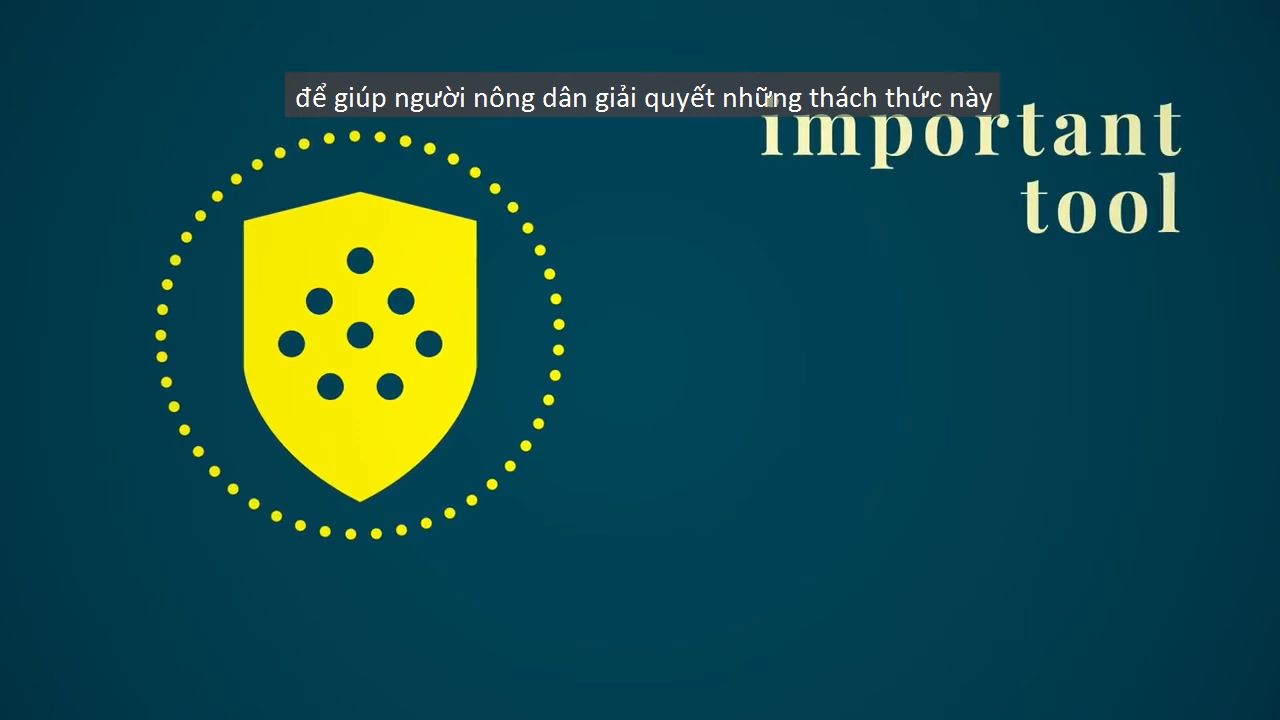 để giúp người nông dân giải quyết những thách thức này
important
tool